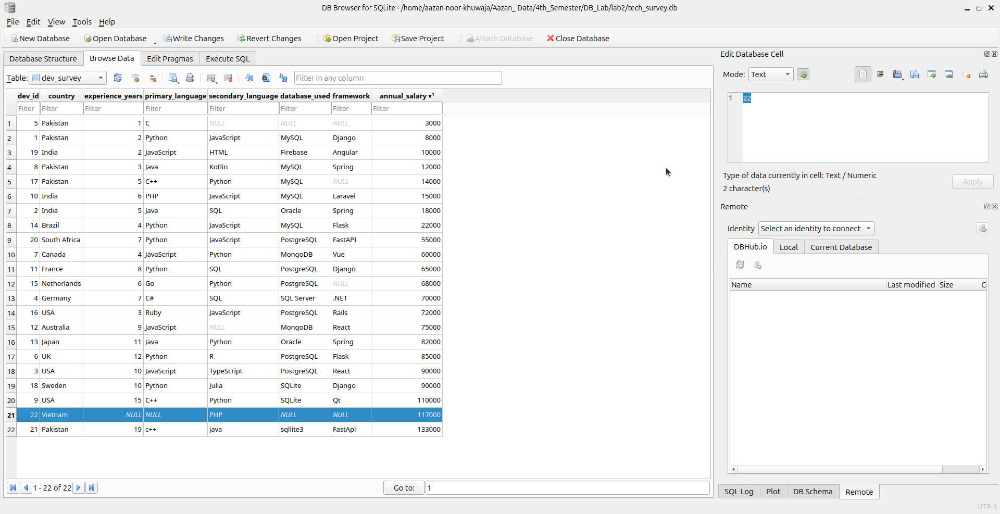 DB Browser for SQLite - /home/aazan-noor-khuwaja/Aazan_ Data/4th_Semester/DB_Lab/lab2/tech_survey.db
File Edit View Tools Help
New Database Open Database Write Changes Revert Changes Open Project Save Project Attach Database Close Database
Database Structure Browse Data Edit Pragmas Execute SQL
Table: dev_survey Filter in any column
dev_id country experience_years primary_language secondary_language database_used framework annual_salary ▾¹
Filter Filter Filter Filter Filter Filter Filter Filter
1 5 Pakistan 1 C NULL NULL NULL 3000
2 1 Pakistan 2 Python JavaScript MySQL Django 8000
3 19 India 2 JavaScript HTML Firebase Angular 10000
4 8 Pakistan 3 Java Kotlin MySQL Spring 12000
5 17 Pakistan 5 C++ Python MySQL NULL 14000
6 10 India 6 PHP JavaScript MySQL Laravel 15000
7 2 India 5 Java SQL Oracle Spring 18000
8 14 Brazil 4 Python JavaScript MySQL Flask 22000
9 20 South Africa 7 Python JavaScript PostgreSQL FastAPI 55000
10 7 Canada 4 JavaScript Python MongoDB Vue 60000
11 11 France 8 Python SQL PostgreSQL Django 65000
12 15 Netherlands 6 Go Python PostgreSQL NULL 68000
13 4 Germany 7 C# SQL SQL Server .NET 70000
14 16 USA 3 Ruby JavaScript PostgreSQL Rails 72000
15 12 Australia 9 JavaScript NULL MongoDB React 75000
16 13 Japan 11 Java Python Oracle Spring 82000
17 6 UK 12 Python R PostgreSQL Flask 85000
18 3 USA 10 JavaScript TypeScript PostgreSQL React 90000
19 18 Sweden 10 Python Julia SQLite Django 90000
20 9 USA 15 C++ Python SQLite Qt 110000
21 22 Vietnam NULL NULL PHP NULL NULL 117000
22 21 Pakistan 19 c++ java sqllite3 FastApi 133000
1 - 22 of 22 Go to: 1
Edit Database Cell
Mode: Text
1 22
Type of data currently in cell: Text / Numeric
2 character(s)
Apply
Remote
Identity Select an identity to connect
DBHub.io Local Current Database
Name Last modified Size C
SQL Log Plot DB Schema Remote
UTF-8